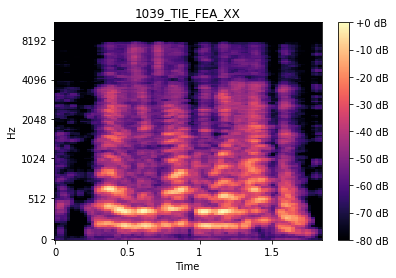 1039_TIE_FEA_XX
8192
4096
2048
1024
512
0
Hz
0
0.5
1
1.5
Time
+0 dB
-10 dB
-20 dB
-30 dB
-40 dB
-50 dB
-60 dB
-70 dB
-80 dB